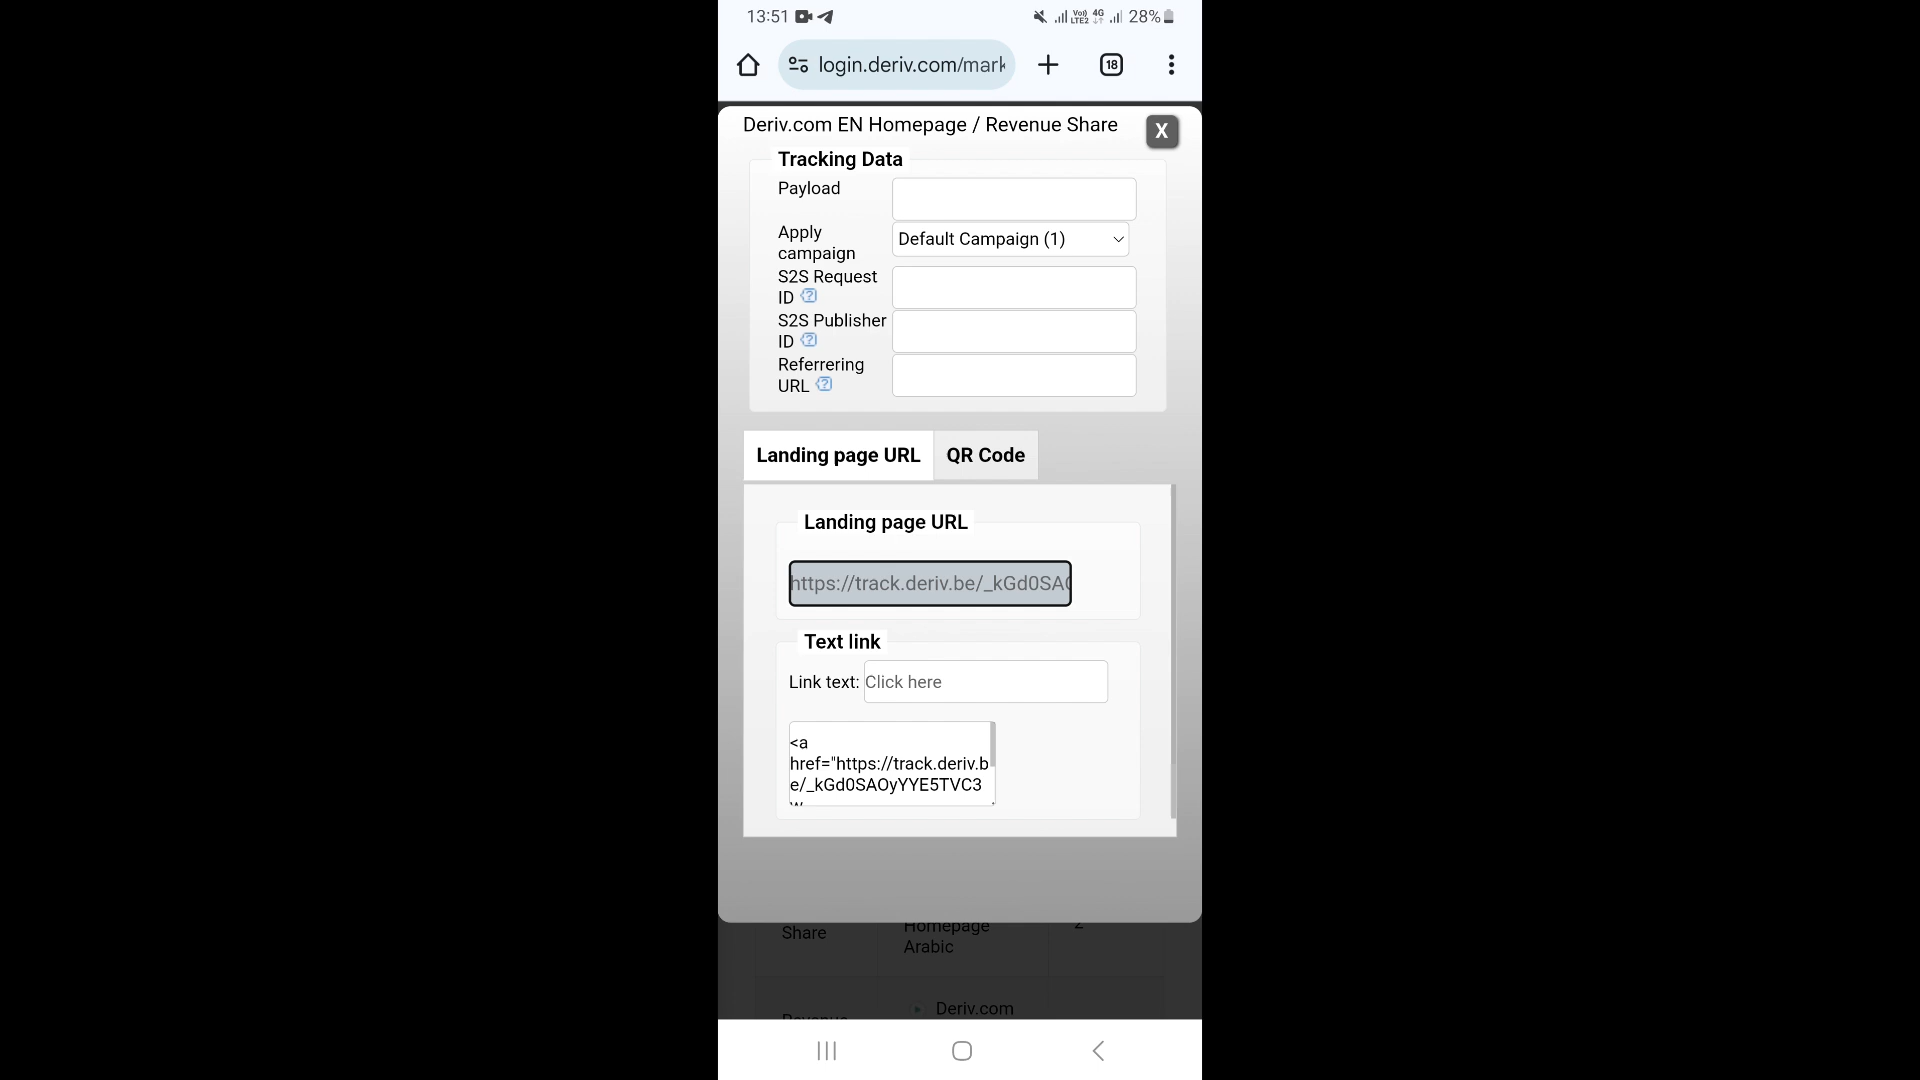 13:51 28%
login.deriv.com/mark
18
Deriv.com EN Homepage / Revenue Share
X
Tracking Data
Payload
Apply
campaign
Default Campaign (1)
S2S Request
ID
S2S Publisher
ID
Referrering
URL
Landing page URL
QR Code
Landing page URL
https://track.deriv.be/_kGd0SA
Text link
Link text: Click here
<a
href="https://track.deriv.b
e/_kGd0SAOyYYE5TVC3
Share
Homepage
Arabic
Deriv.com